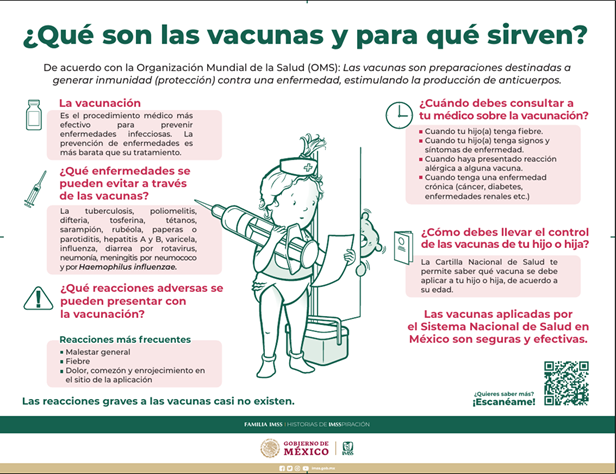 ¿Qué son las vacunas y para qué sirven?
De acuerdo con la Organización Mundial de la Salud (OMS): Las vacunas son preparaciones destinadas a
generar inmunidad (protección) contra una enfermedad, estimulando la producción de anticuerpos.
La vacunación
Es el procedimiento médico más
efectivo para prevenir
enfermedades infecciosas. La
prevención de enfermedades es
más barata que su tratamiento.
¿Qué enfermedades se
pueden evitar a través
de las vacunas?
La tuberculosis, poliomelitis,
difteria, tosferina, tétanos,
sarampión, rubéola, paperas o
parotiditis, hepatitis A y B, varicela,
influenza, diarrea por rotavirus,
neumonía, meningitis por neumococo
y por Haemophilus influenzae.
¿Qué reacciones adversas se
pueden presentar con
la vacunación?
Reacciones más frecuentes
▪ Malestar general
▪ Fiebre
▪ Dolor, comezón y enrojecimiento en
el sitio de la aplicación
Las reacciones graves a las vacunas casi no existen.
¿Cuándo debes consultar a
tu médico sobre la vacunación?
▪ Cuando tu hijo(a) tenga fiebre.
▪ Cuando tu hijo(a) tenga signos y
síntomas de enfermedad.
▪ Cuando haya presentado reacción
alérgica a alguna vacuna.
▪ Cuando tenga una enfermedad
crónica (cáncer, diabetes,
enfermedades renales etc.)
¿Cómo debes llevar el control
de las vacunas de tu hijo o hija?
La Cartilla Nacional de Salud te
permite saber qué vacuna se debe
aplicar a tu hijo o hija, de acuerdo a
su edad.
Las vacunas aplicadas por
el Sistema Nacional de Salud en
México son seguras y efectivas.
¿Quieres saber más?
¡Escanéame!
FAMILIA IMSS | HISTORIAS DE IMSSPIRACIÓN
GOBIERNO DE
MÉXICO
IMSS